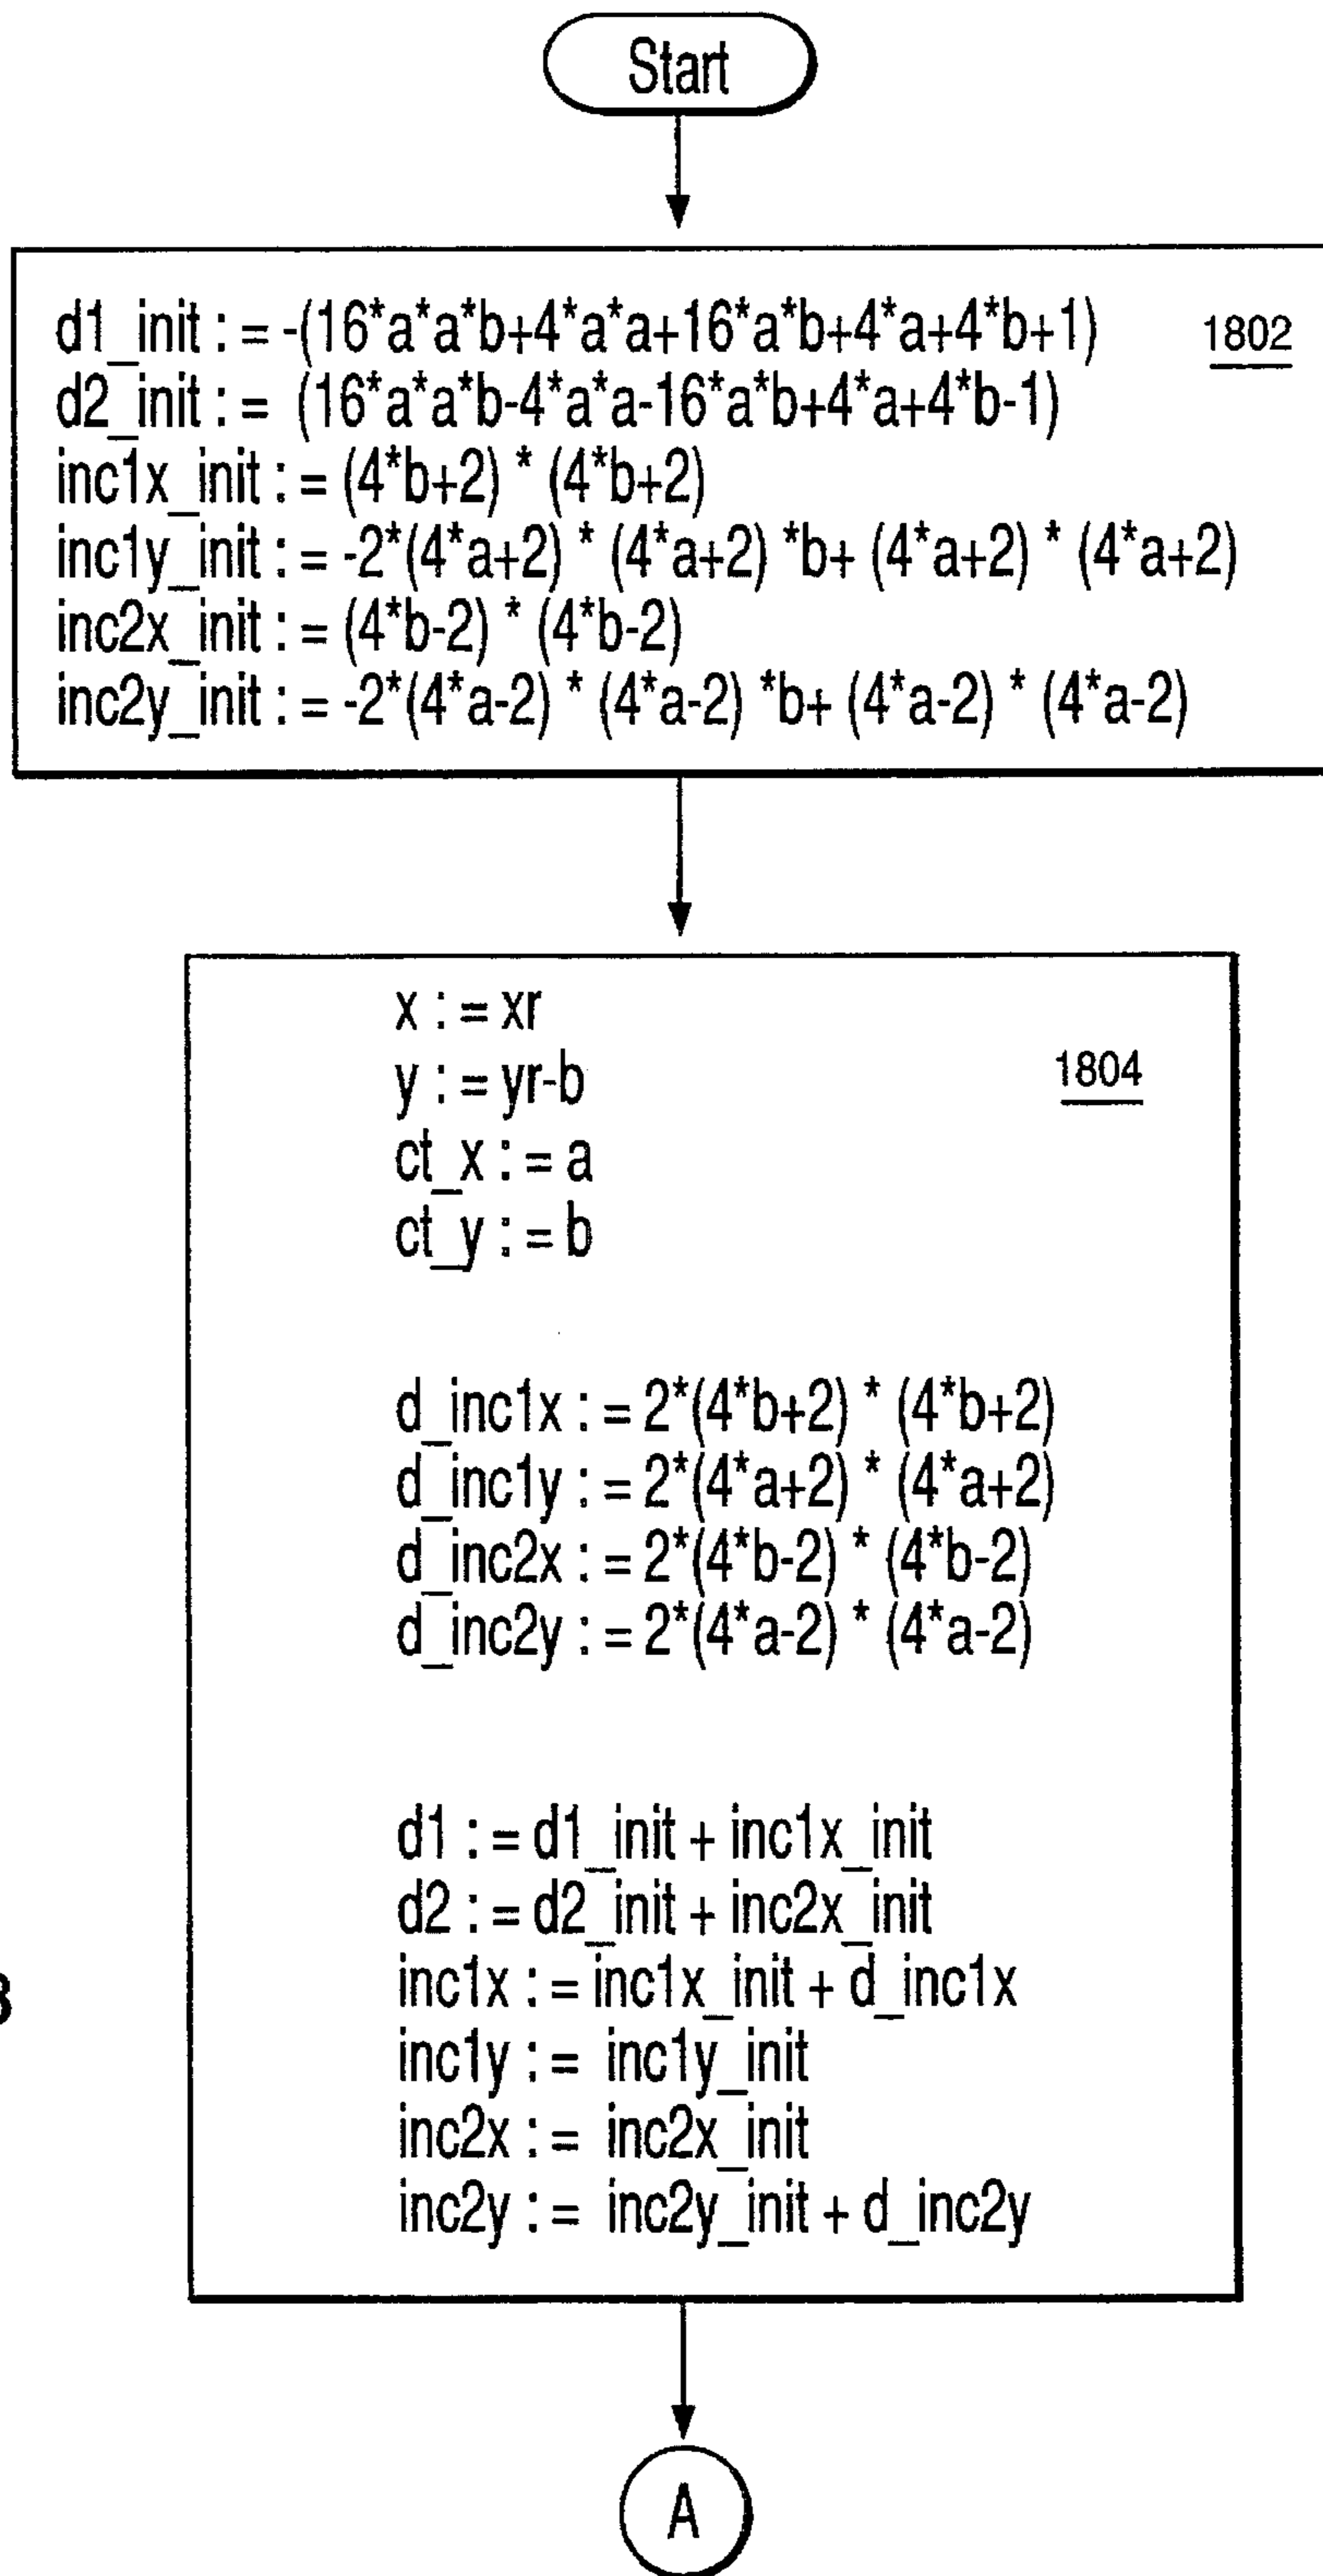 Start
d1_init : = -(16*a*a*b+4*a*a+16*a*b+4*a+4*b+1)
1802
d2_init : = (16*a*a*b-4*a*a-16*a*b+4*a+4*b-1)
inc1x_init : = (4*b+2) * (4*b+2)
inc1y_init : = -2*(4*a+2) * (4*a+2) *b+ (4*a+2) * (4*a+2)
inc2x_init : = (4*b-2) * (4*b-2)
inc2y_init : = -2*(4*a-2) * (4*a-2) *b+ (4*a-2) * (4*a-2)
x : = xr
y : = yr-b
1804
ct_x : = a
ct_y : = b
d_inc1x : = 2*(4*b+2) * (4*b+2)
d_inc1y : = 2*(4*a+2) * (4*a+2)
d_inc2x : = 2*(4*b-2) * (4*b-2)
d_inc2y : = 2*(4*a-2) * (4*a-2)
d1 : = d1_init + inc1x_init
d2 : = d2_init + inc2x_init
inc1x : = inc1x_init + d_inc1x
inc1y : = inc1y_init
inc2x : = inc2x_init
inc2y : = inc2y_init + d_inc2y
A